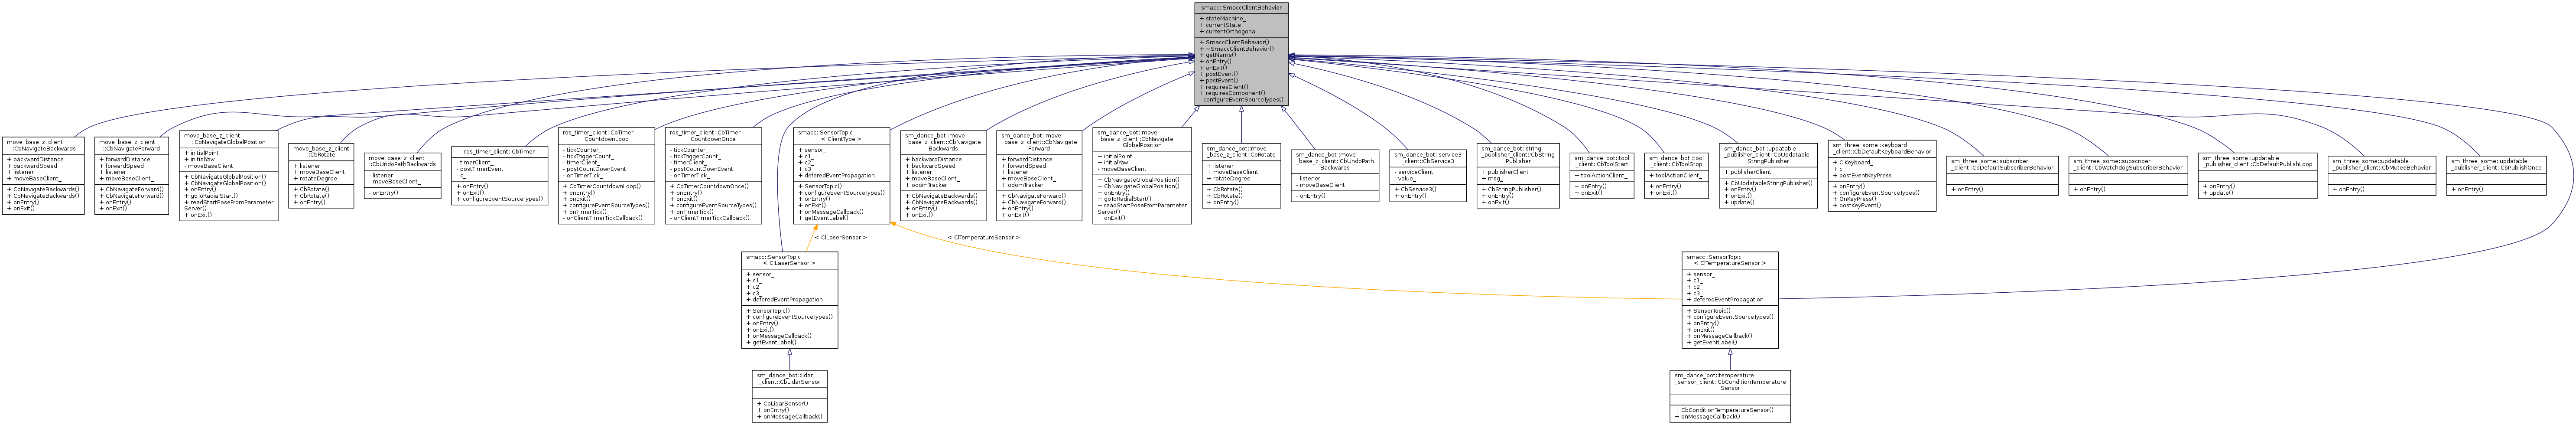 smacc::SmaccClientBehavior
+ stateMachine_
+ currentState
+ currentOrthogonal
+ SmaccClientBehavior()
+ ~SmaccClientBehavior()
+ getName()
+ onEntry()
+ onExit()
+ postEvent()
+ postEvent()
+ requiresClient()
+ requiresComponent()
- configureEventSourceTypes()
move_base_z_client
::CbNavigateBackwards
+ backwardDistance
+ backwardSpeed
+ listener
+ moveBaseClient_
+ CbNavigateBackwards()
+ CbNavigateBackwards()
+ onEntry()
+ onExit()
move_base_z_client
::CbNavigateForward
+ forwardDistance
+ forwardSpeed
+ listener
+ moveBaseClient_
+ CbNavigateForward()
+ CbNavigateForward()
+ onEntry()
+ onExit()
move_base_z_client
::CbNavigateGlobalPosition
+ initialPoint
+ initialYaw
- moveBaseClient_
+ CbNavigateGlobalPosition()
+ CbNavigateGlobalPosition()
+ onEntry()
+ goToRadialStart()
+ readStartPoseFromParameter
Server()
+ onExit()
move_base_z_client
::CbRotate
+ listener
+ moveBaseClient_
+ rotateDegree
+ CbRotate()
+ CbRotate()
+ onEntry()
move_base_z_client
::CbUndoPathBackwards
- listener
- moveBaseClient_
- onEntry()
ros_timer_client::CbTimer
- timerClient_
- postTimerEvent_
- c_
+ onEntry()
+ onExit()
+ configureEventSourceTypes()
ros_timer_client::CbTimer
CountdownLoop
- tickCounter_
- tickTriggerCount_
- timerClient_
- postCountDownEvent_
- onTimerTick_
+ CbTimerCountdownLoop()
+ onEntry()
+ onExit()
+ configureEventSourceTypes()
+ onTimerTick()
- onClientTimerTickCallback()
ros_timer_client::CbTimer
CountdownOnce
- tickCounter_
- tickTriggerCount_
- timerClient_
- postCountDownEvent_
- onTimerTick_
+ CbTimerCountdownOnce()
+ onEntry()
+ onExit()
+ configureEventSourceTypes()
+ onTimerTick()
- onClientTimerTickCallback()
smacc::SensorTopic
< ClientType >
+ sensor_
+ c1_
+ c2_
+ c3_
+ deferedEventPropagation
+ SensorTopic()
+ configureEventSourceTypes()
+ onEntry()
+ onExit()
+ onMessageCallback()
+ getEventLabel()
sm_dance_bot::move
_base_z_client::CbNavigate
Backwards
+ backwardDistance
+ backwardSpeed
+ listener
+ moveBaseClient_
+ odomTracker_
+ CbNavigateBackwards()
+ CbNavigateBackwards()
+ onEntry()
+ onExit()
sm_dance_bot::move
_base_z_client::CbNavigate
Forward
+ forwardDistance
+ forwardSpeed
+ listener
+ moveBaseClient_
+ odomTracker_
+ CbNavigateForward()
+ CbNavigateForward()
+ onEntry()
+ onExit()
sm_dance_bot::move
_base_z_client::CbNavigate
GlobalPosition
+ initialPoint
+ initialYaw
- moveBaseClient_
+ CbNavigateGlobalPosition()
+ CbNavigateGlobalPosition()
+ onEntry()
+ goToRadialStart()
+ readStartPoseFromParameter
Server()
+ onExit()
sm_dance_bot::move
_base_z_client::CbRotate
+ listener
+ moveBaseClient_
+ rotateDegree
+ CbRotate()
+ CbRotate()
+ onEntry()
sm_dance_bot::move
_base_z_client::CbUndoPath
Backwards
- listener
- moveBaseClient_
- onEntry()
sm_dance_bot::service3
_client::CbService3
- serviceClient_
- value_
+ CbService3()
+ onEntry()
sm_dance_bot::string
_publisher_client::CbString
Publisher
+ publisherClient_
+ msg_
+ CbStringPublisher()
+ onEntry()
+ onExit()
sm_dance_bot::tool
_client::CbToolStart
+ toolActionClient_
+ onEntry()
+ onExit()
sm_dance_bot::tool
_client::CbToolStop
+ toolActionClient_
+ onEntry()
+ onExit()
sm_dance_bot::updatable
_publisher_client::CbUpdatable
StringPublisher
+ publisherClient_
+ CbUpdatableStringPublisher()
+ onEntry()
+ onExit()
+ update()
sm_three_some::keyboard
_client::CbDefaultKeyboardBehavior
+ ClKeyboard_
+ c_
+ postEventKeyPress
+ onEntry()
+ configureEventSourceTypes()
+ OnKeyPress()
+ postKeyEvent()
sm_three_some::subscriber
_client::CbDefaultSubscriberBehavior
+ onEntry()
sm_three_some::subscriber
_client::CbWatchdogSubscriberBehavior
+ onEntry()
sm_three_some::updatable
_publisher_client::CbDefaultPublishLoop
+ onEntry()
+ update()
sm_three_some::updatable
_publisher_client::CbMutedBehavior
+ onEntry()
sm_three_some::updatable
_publisher_client::CbPublishOnce
+ onEntry()
< ClLaserSensor >
< ClTemperatureSensor >
smacc::SensorTopic
< ClLaserSensor >
+ sensor_
+ c1_
+ c2_
+ c3_
+ deferedEventPropagation
+ SensorTopic()
+ configureEventSourceTypes()
+ onEntry()
+ onExit()
+ onMessageCallback()
+ getEventLabel()
smacc::SensorTopic
< ClTemperatureSensor >
+ sensor_
+ c1_
+ c2_
+ c3_
+ deferedEventPropagation
+ SensorTopic()
+ configureEventSourceTypes()
+ onEntry()
+ onExit()
+ onMessageCallback()
+ getEventLabel()
sm_dance_bot::lidar
_client::CbLidarSensor
+ CbLidarSensor()
+ onEntry()
+ onMessageCallback()
sm_dance_bot::temperature
_sensor_client::CbConditionTemperature
Sensor
+ CbConditionTemperatureSensor()
+ onMessageCallback()